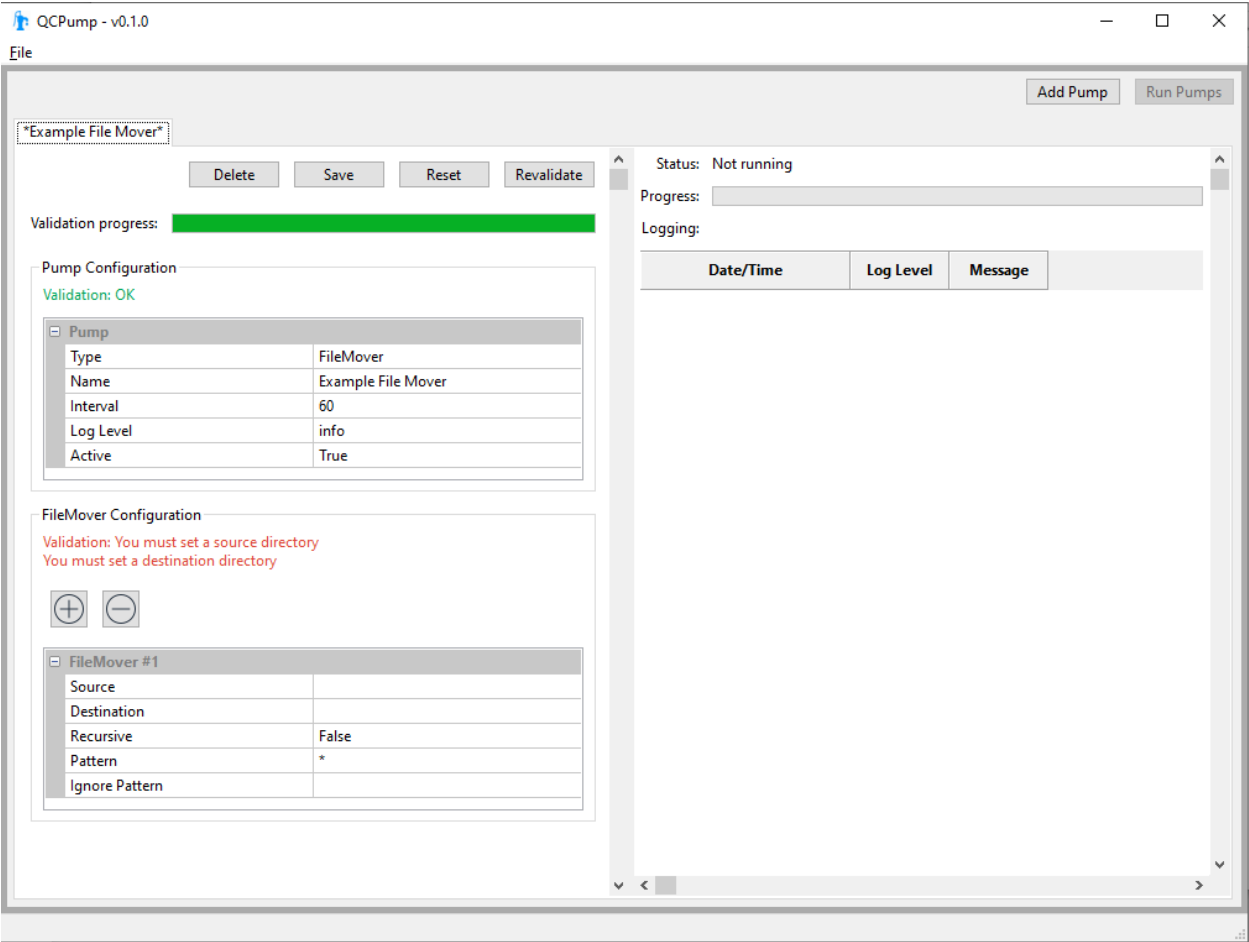 QCPump - v0.1.0
File
Add Pump
Run Pumps
*Example File Mover*
Delete
Save
Reset
Revalidate
Validation progress:
Pump Configuration
Validation: OK
Pump
Type FileMover
Name Example File Mover
Interval 60
Log Level info
Active True
FileMover Configuration
Validation: You must set a source directory
You must set a destination directory
FileMover #1
Source
Destination
Recursive False
Pattern *
Ignore Pattern
Status: Not running
Progress:
Logging:
Date/Time Log Level Message